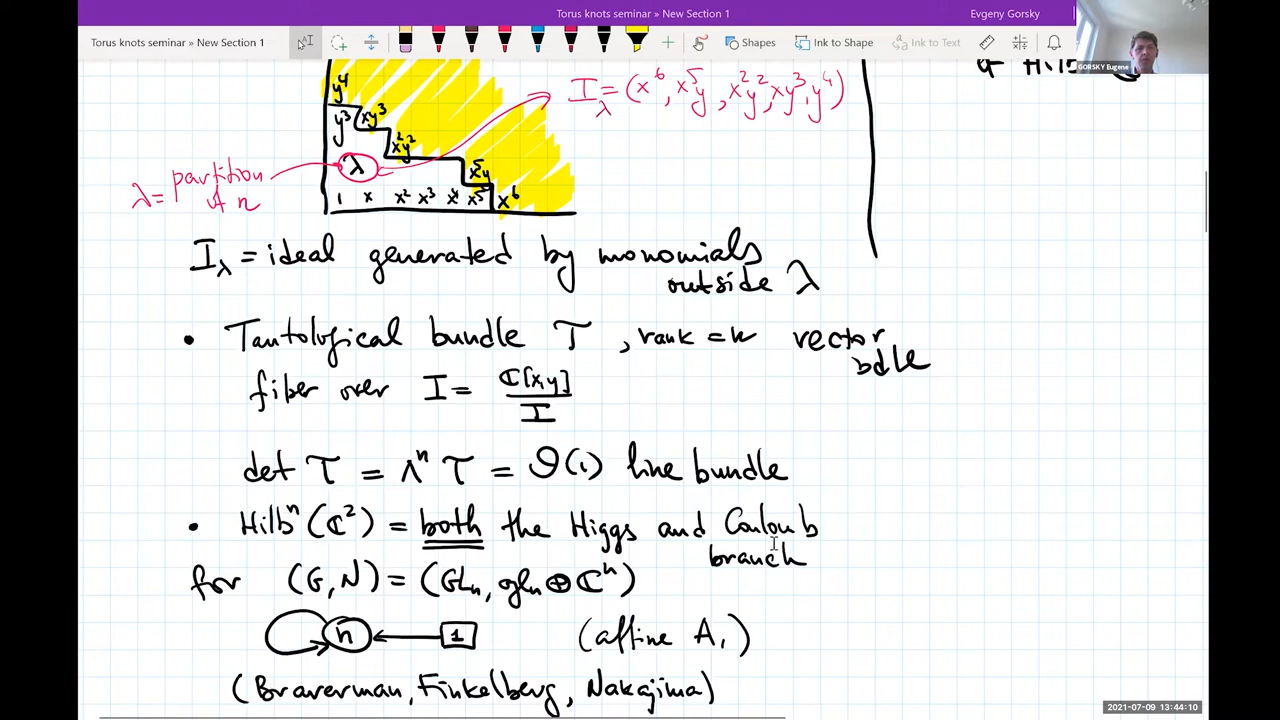 Torus knots seminar » New Section 1
Evgeny Gorsky
Torus knots seminar » New Section 1
Shapes
Ink to Shape
Ink to Text
GORSKY Eugene
y⁴
y³ xy³
x²y²
λ
x⁵y
1 x x² x³ x⁴ x⁵ x⁶
I_λ = (x⁶, x⁵y, x²y², xy³, y⁴)
λ = partition
of n
I_λ = ideal generated by monomials
outside λ
• Tautological bundle T, rank = n vector
bdle
fiber over I = ℂ[x,y] / I
det T = Λⁿ T = O(1) line bundle
• Hilbⁿ(ℂ²) = both the Higgs and Coulomb
branch
for (G, N) = (GLn, gln ⊕ ℂⁿ)
n 1 (affine A₁)
(Braverman, Finkelberg, Nakajima)
2021-07-09 13:44:10